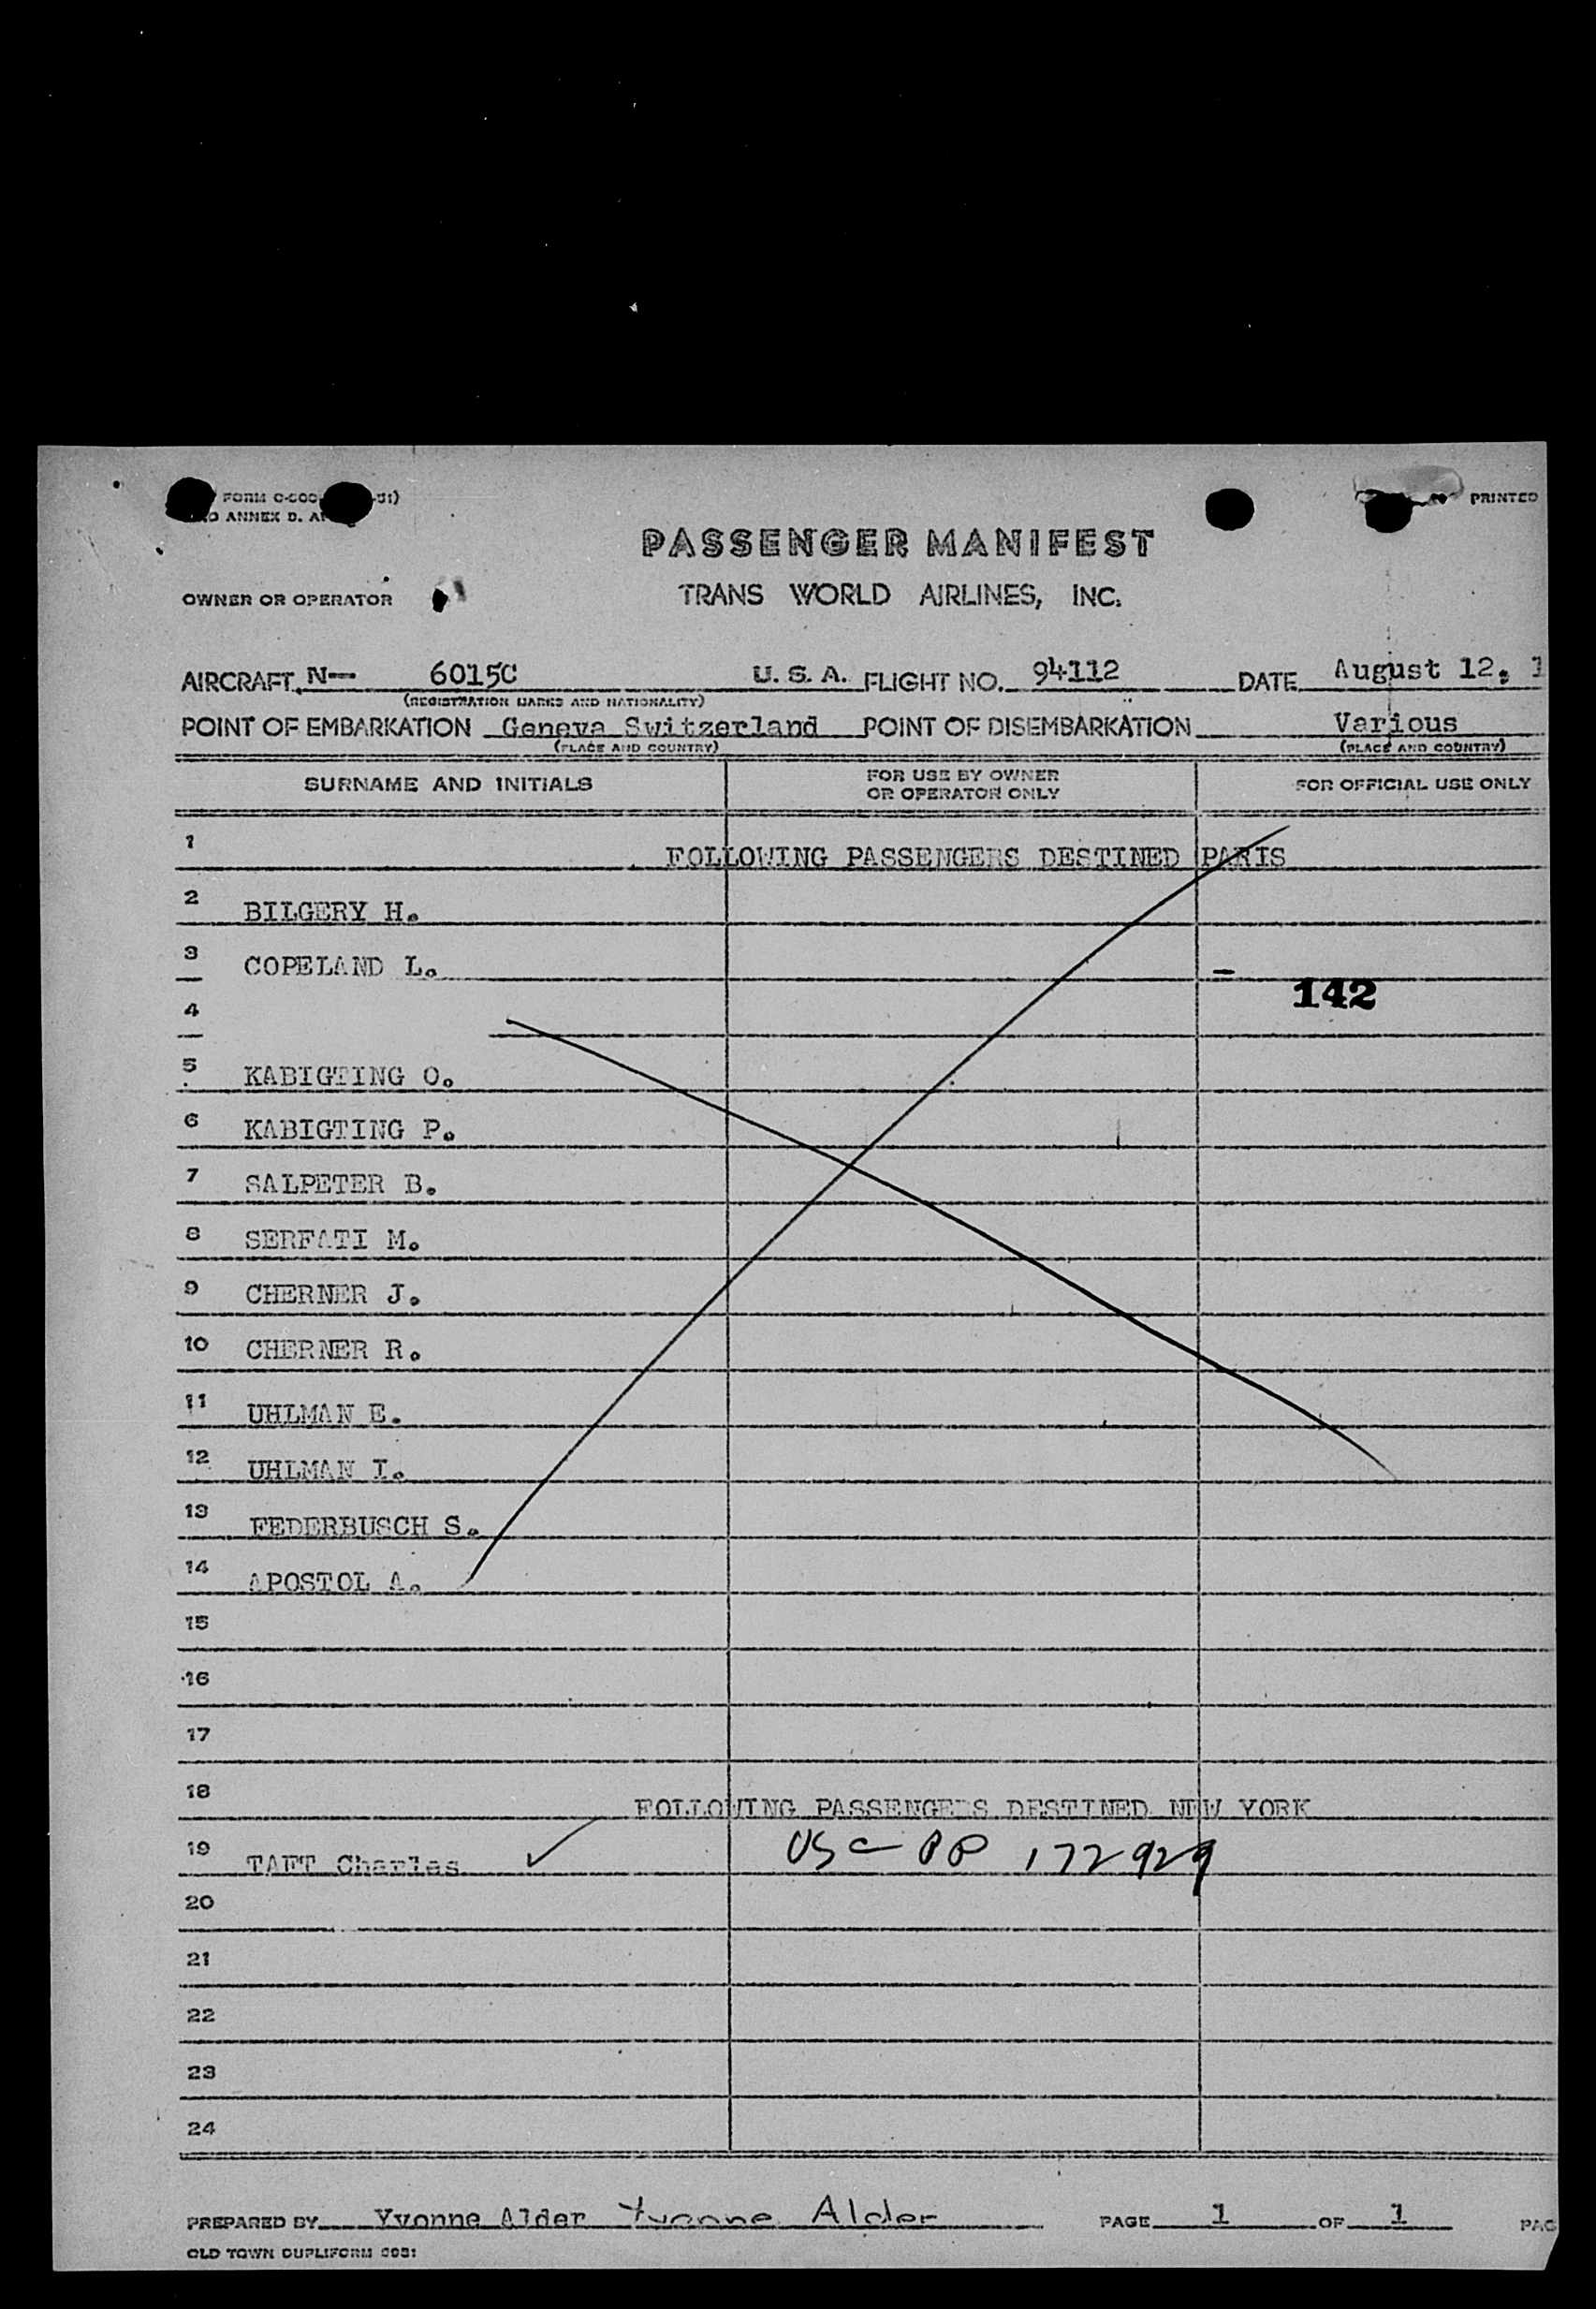 FORM C-500 -51)
ANNEX D. PRINTED
PASSENGER MANIFEST
OWNER OR OPERATOR TRANS WORLD AIRLINES, INC.
AIRCRAFT N-- 6015C U. S. A. FLIGHT NO. 94112 DATE August 12, 1
(REGISTRATION MARKS AND NATIONALITY)
POINT OF EMBARKATION Geneva Switzerland POINT OF DISEMBARKATION Various
(PLACE AND COUNTRY) (PLACE AND COUNTRY)
SURNAME AND INITIALS FOR USE BY OWNER OR OPERATOR ONLY FOR OFFICIAL USE ONLY
1 FOLLOWING PASSENGERS DESTINED PARIS
2 BILGERY H.
3 COPELAND L.
4 142
5 KABIGTING O.
6 KABIGTING P.
7 SALPETER B.
8 SERFATI M.
9 CHERNER J.
10 CHERNER R.
11 UHLMAN E.
12 UHLMAN I.
13 FEDERBUSCH S.
14 APOSTOL A.
15
16
17
18 FOLLOWING PASSENGERS DESTINED NEW YORK
19 TAFT Charles ✓ USC PP 172929
20
21
22
23
24
PREPARED BY Yvonne Alder Yvonne Alder PAGE 1 OF 1 PAG
OLD TOWN DUPLIFORM